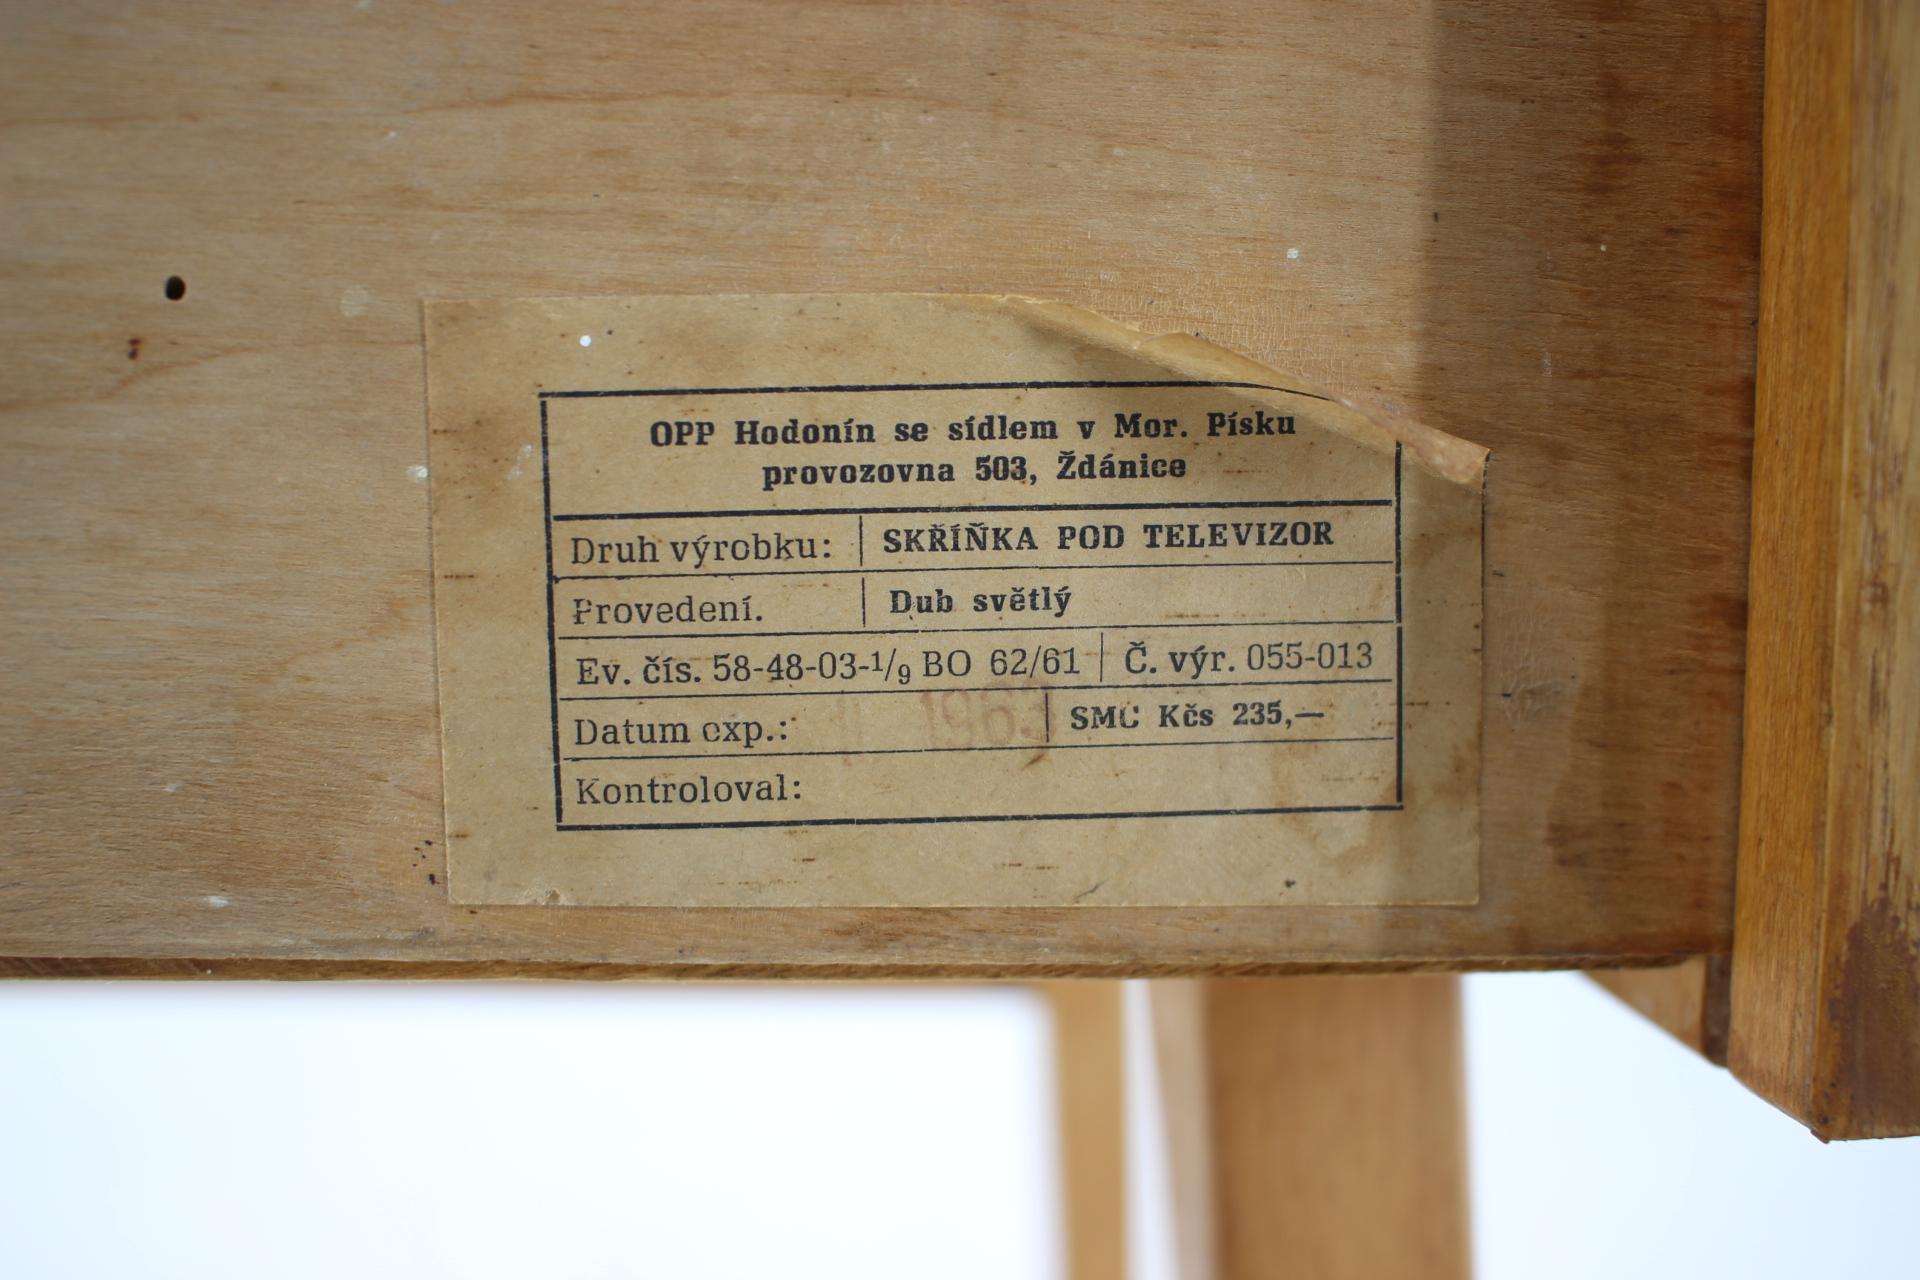 OPP Hodonín se sídlem v Mor. Písku
provozovna 503, Ždánice
Druh výrobku: SKŘÍŇKA POD TELEVIZOR
Provedení. Dub světlý
Ev. čís. 58-48-03-1/9 BO 62/61 Č. výr. 055-013
Datum exp.: 1963 SMC Kčs 235,—
Kontroloval: